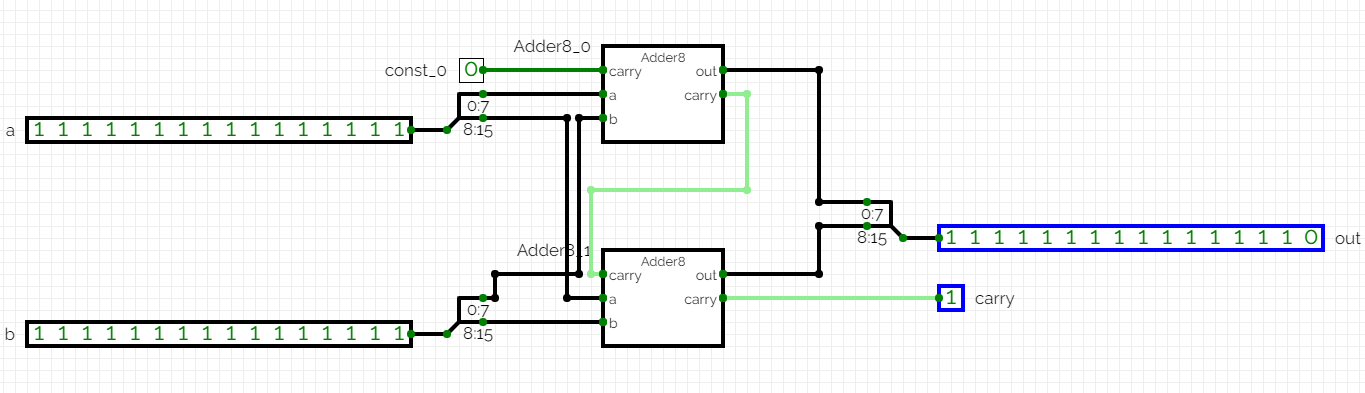 Adder8_0
const_0 0
Adder8
carry out
a carry
b
0:7
8:15
a 1 1 1 1 1 1 1 1 1 1 1 1 1 1 1 1
Adder8_1
Adder8
carry out
a carry
b
0:7
8:15
b 1 1 1 1 1 1 1 1 1 1 1 1 1 1 1 1
0:7
8:15
1 1 1 1 1 1 1 1 1 1 1 1 1 1 1 0 out
1 carry